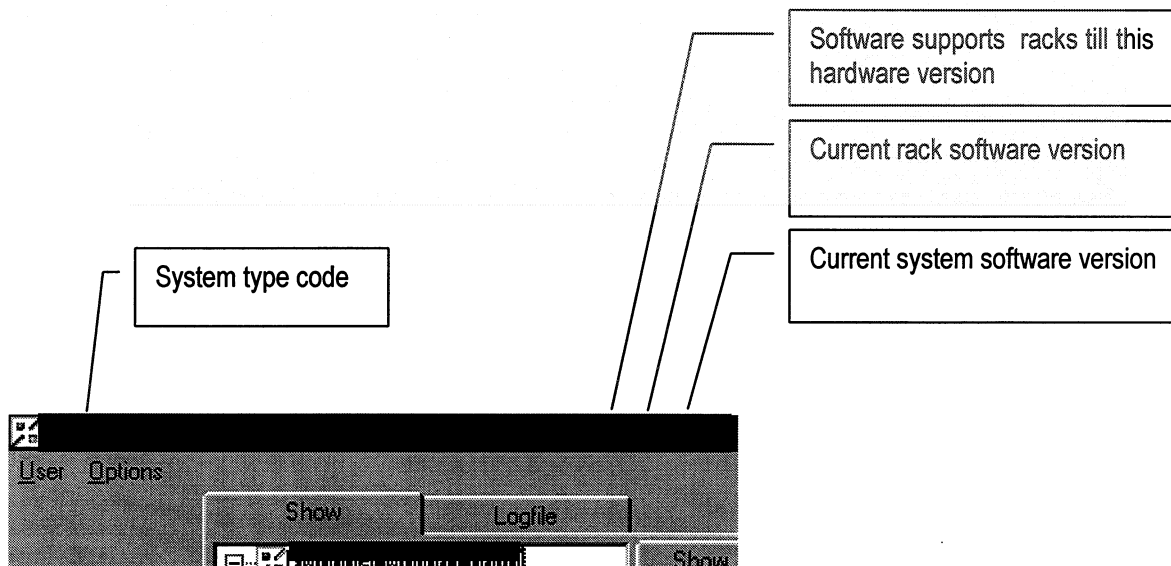 Software supports racks till this
hardware version
Current rack software version
Current system software version
System type code
User Options
Show Logfile
Show